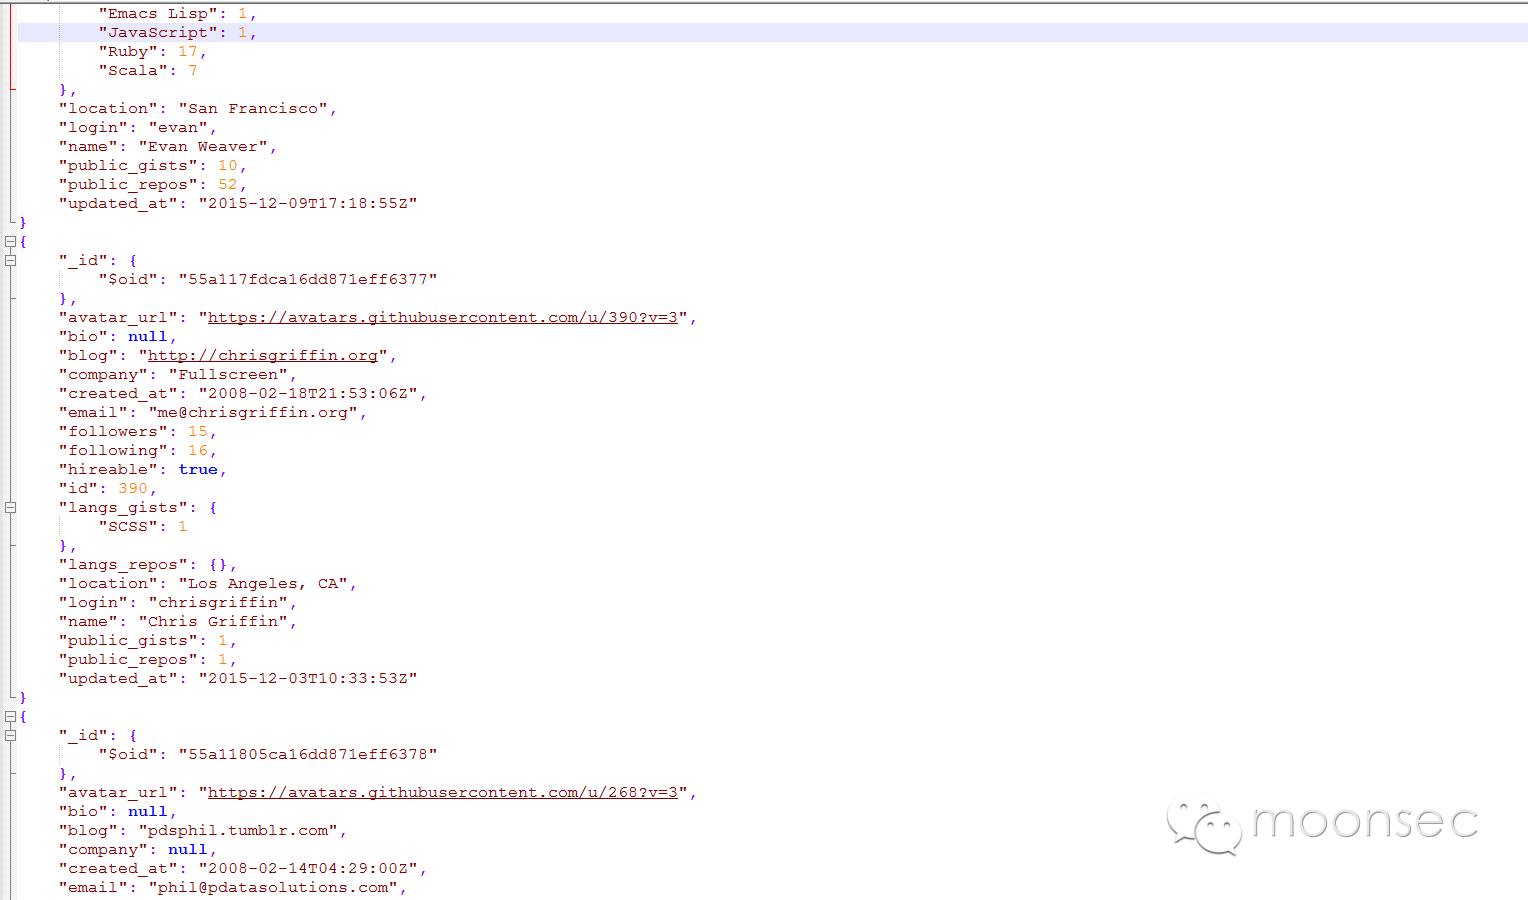 "Emacs Lisp": 1,
"JavaScript": 1,
"Ruby": 17,
"Scala": 7
},
"location": "San Francisco",
"login": "evan",
"name": "Evan Weaver",
"public_gists": 10,
"public_repos": 52,
"updated_at": "2015-12-09T17:18:55Z"
}
{
"_id": {
"$oid": "55a117fdca16dd871eff6377"
},
"avatar_url": "https://avatars.githubusercontent.com/u/390?v=3",
"bio": null,
"blog": "http://chrisgriffin.org",
"company": "Fullscreen",
"created_at": "2008-02-18T21:53:06Z",
"email": "me@chrisgriffin.org",
"followers": 15,
"following": 16,
"hireable": true,
"id": 390,
"langs_gists": {
"SCSS": 1
},
"langs_repos": {},
"location": "Los Angeles, CA",
"login": "chrisgriffin",
"name": "Chris Griffin",
"public_gists": 1,
"public_repos": 1,
"updated_at": "2015-12-03T10:33:53Z"
}
{
"_id": {
"$oid": "55a11805ca16dd871eff6378"
},
"avatar_url": "https://avatars.githubusercontent.com/u/268?v=3",
"bio": null,
"blog": "pdsphil.tumblr.com",
"company": null,
"created_at": "2008-02-14T04:29:00Z",
"email": "phil@pdatasolutions.com",
moonsec